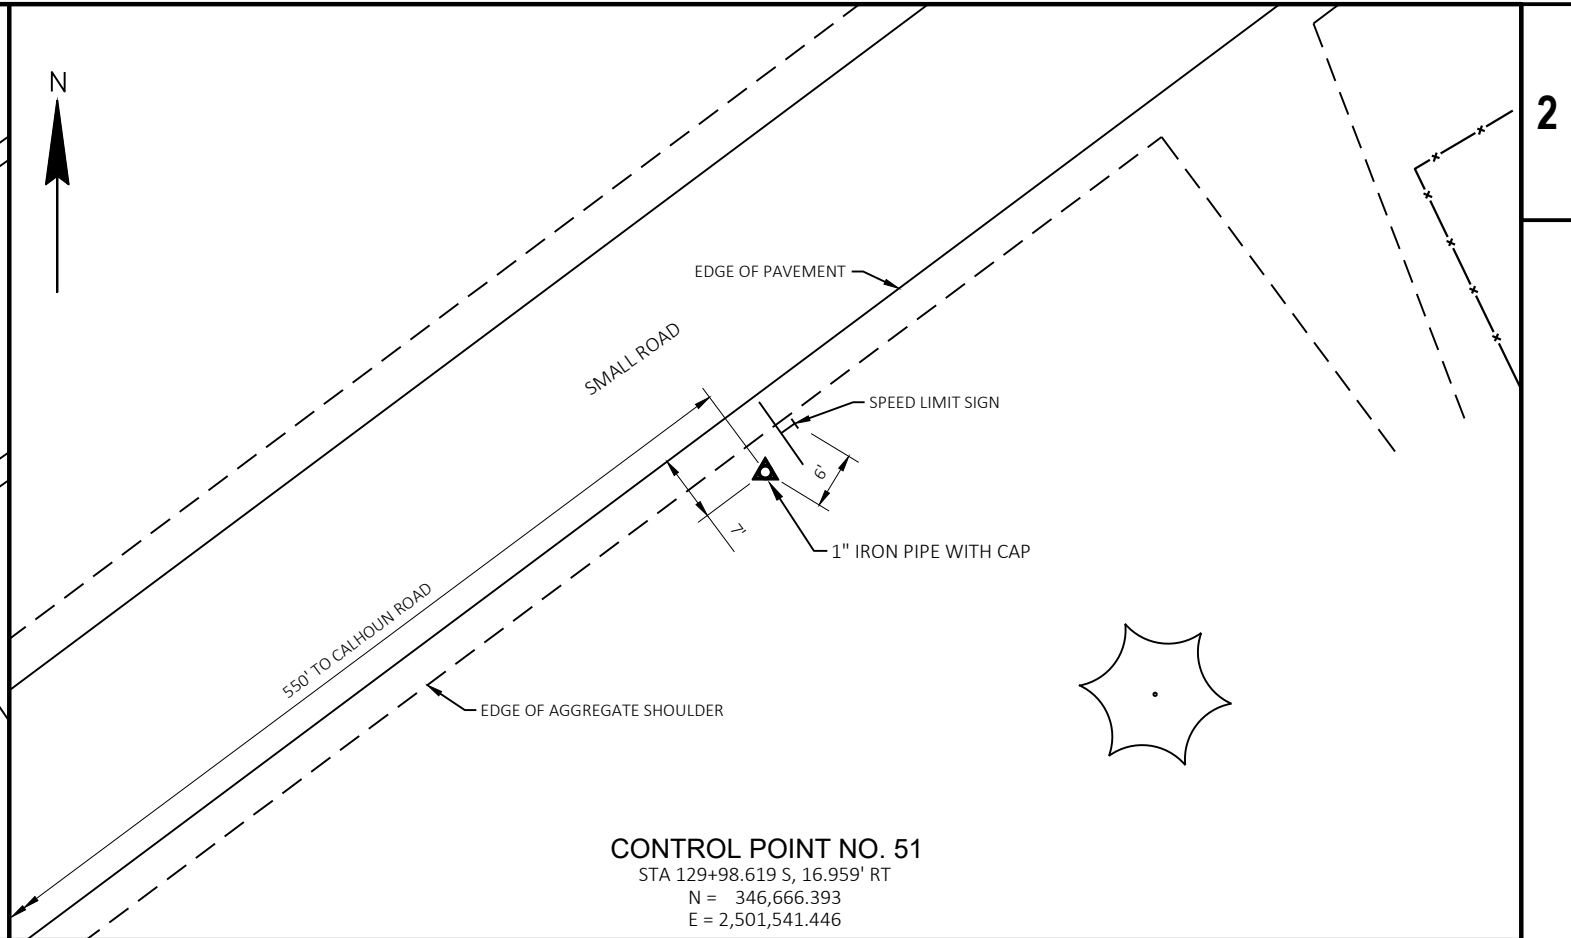 N
2
EDGE OF PAVEMENT
SMALL ROAD
SPEED LIMIT SIGN
6'
7'
1" IRON PIPE WITH CAP
550' TO CALHOUN ROAD
EDGE OF AGGREGATE SHOULDER
CONTROL POINT NO. 51
STA 129+98.619 S, 16.959' RT
N = 346,666.393
E = 2,501,541.446